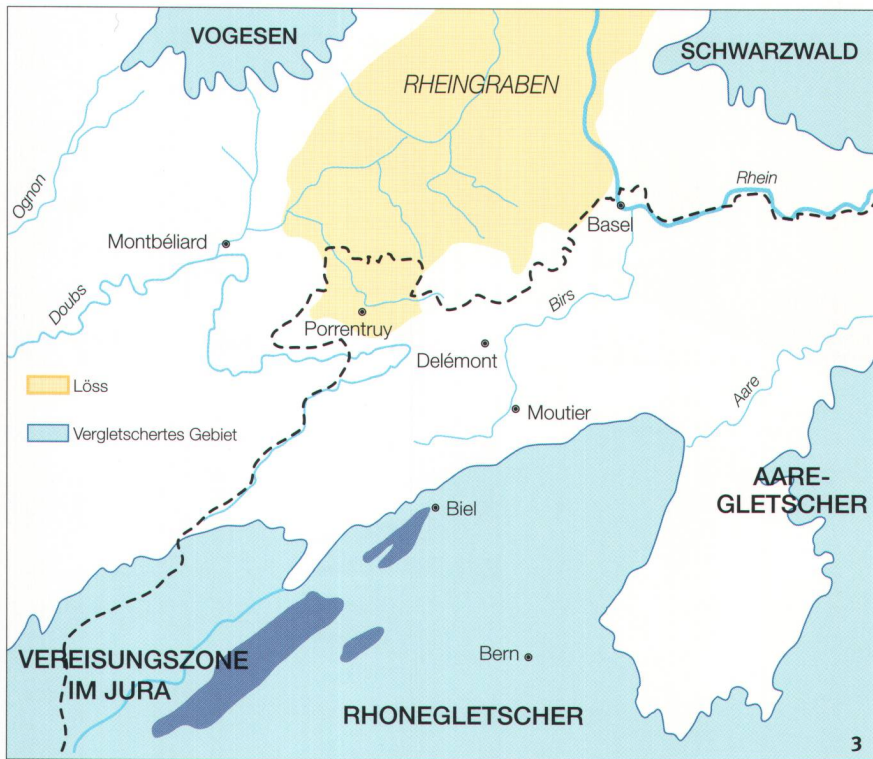 VOGESEN
SCHWARZWALD
RHEINGRABEN
Ognon
Rhein
Basel
Montbéliard
Doubs
Birs
Porrentruy
Delémont
Löss
Aare
Moutier
Vergletschertes Gebiet
AARE-
GLETSCHER
Biel
VEREISUNGSZONE
IM JURA
Bern
RHONEGLETSCHER
3